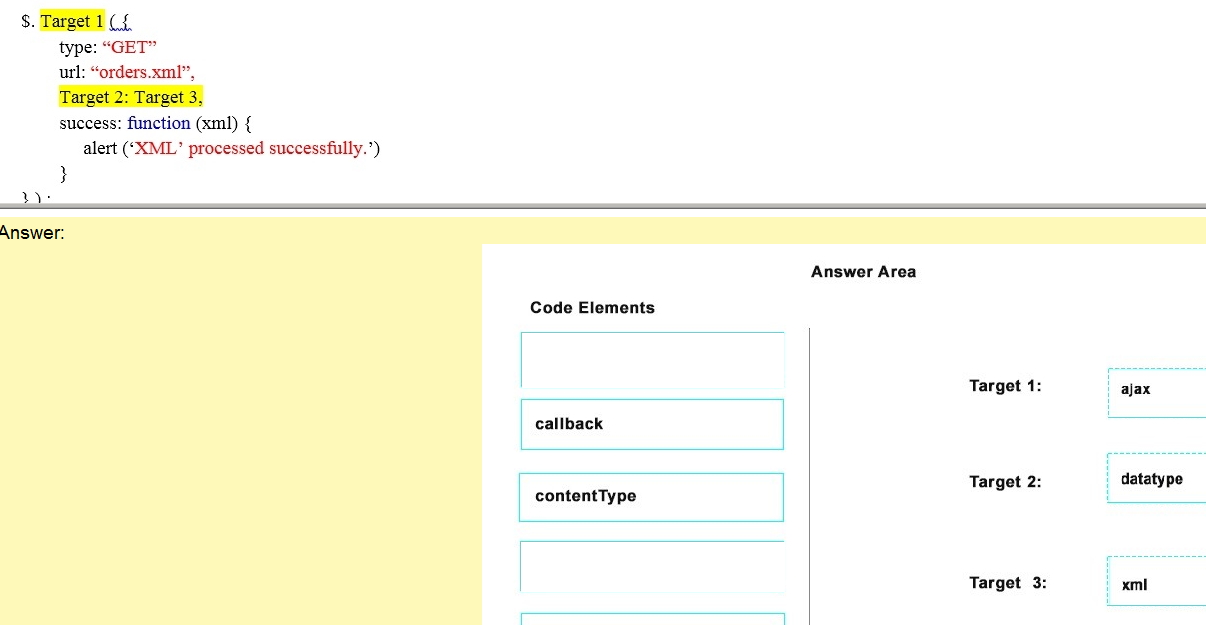 $. Target 1 ( {
type: “GET”
url: “orders.xml”,
Target 2: Target 3,
success: function (xml) {
alert (‘XML’ processed successfully.’)
}
} ) ;
Answer:
Answer Area
Code Elements
Target 1: ajax
callback
Target 2: datatype
contentType
Target 3: xml